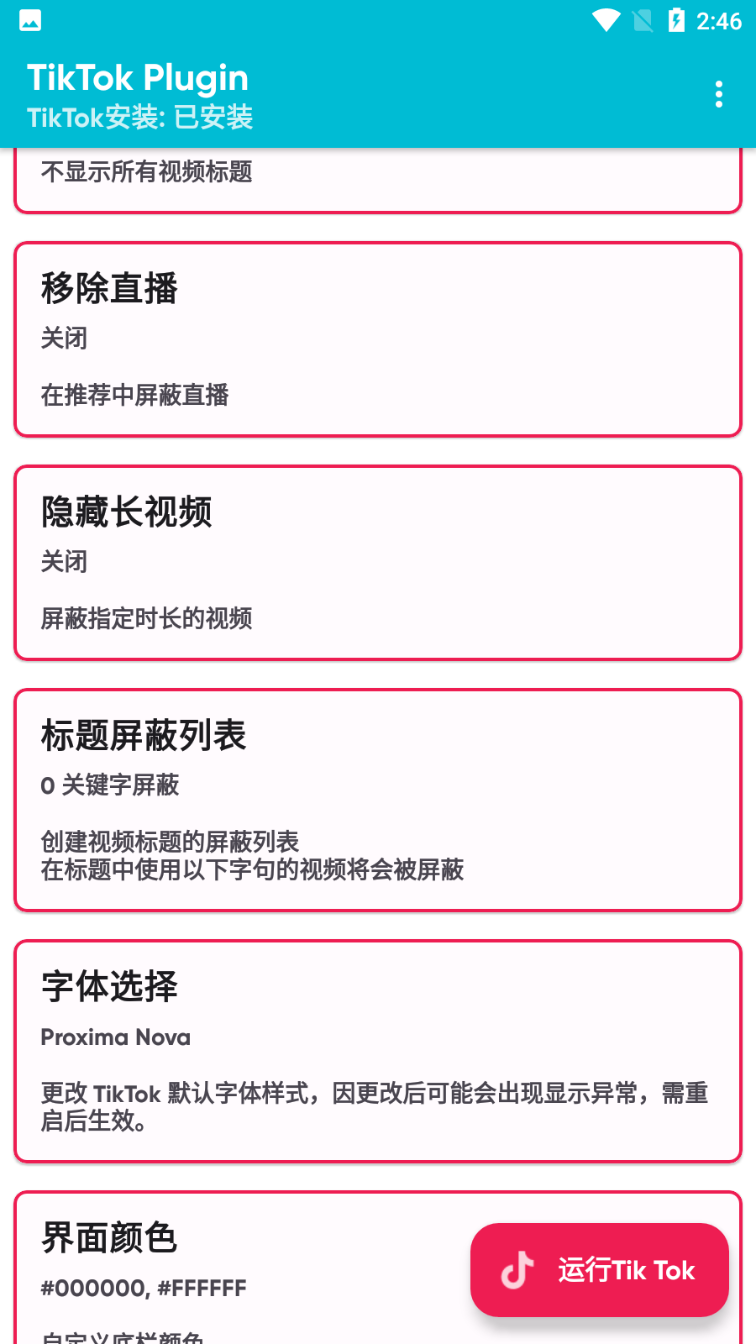 2:46
TikTok Plugin
TikTok安装: 已安装
不显示所有视频标题
移除直播
关闭
在推荐中屏蔽直播
隐藏长视频
关闭
屏蔽指定时长的视频
标题屏蔽列表
0 关键字屏蔽
创建视频标题的屏蔽列表
在标题中使用以下字句的视频将会被屏蔽
字体选择
Proxima Nova
更改 TikTok 默认字体样式，因更改后可能会出现显示异常，需重
启后生效。
界面颜色
#000000, #FFFFFF
运行Tik Tok
自定义底栏颜色